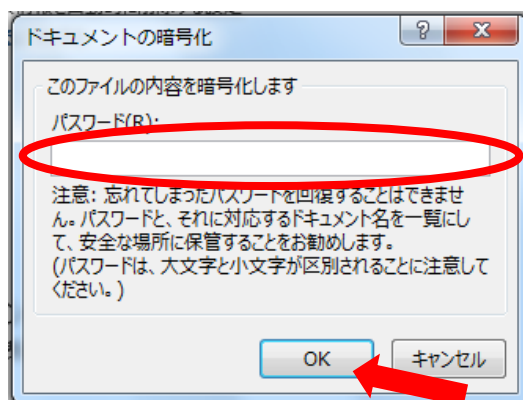 ドキュメントの暗号化
このファイルの内容を暗号化します
パスワード(R):
注意: 忘れてしまったパスワードを回復することはできませ
ん。パスワードと、それに対応するドキュメント名を一覧にし
て、安全な場所に保管することをお勧めします。
(パスワードは、大文字と小文字が区別されることに注意して
ください。)
OK
キャンセル